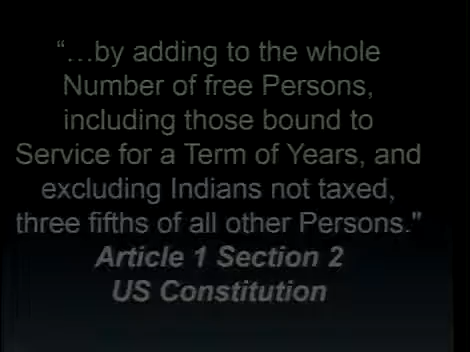 “…by adding to the whole
Number of free Persons,
including those bound to
Service for a Term of Years, and
excluding Indians not taxed,
three fifths of all other Persons."
Article 1 Section 2
US Constitution